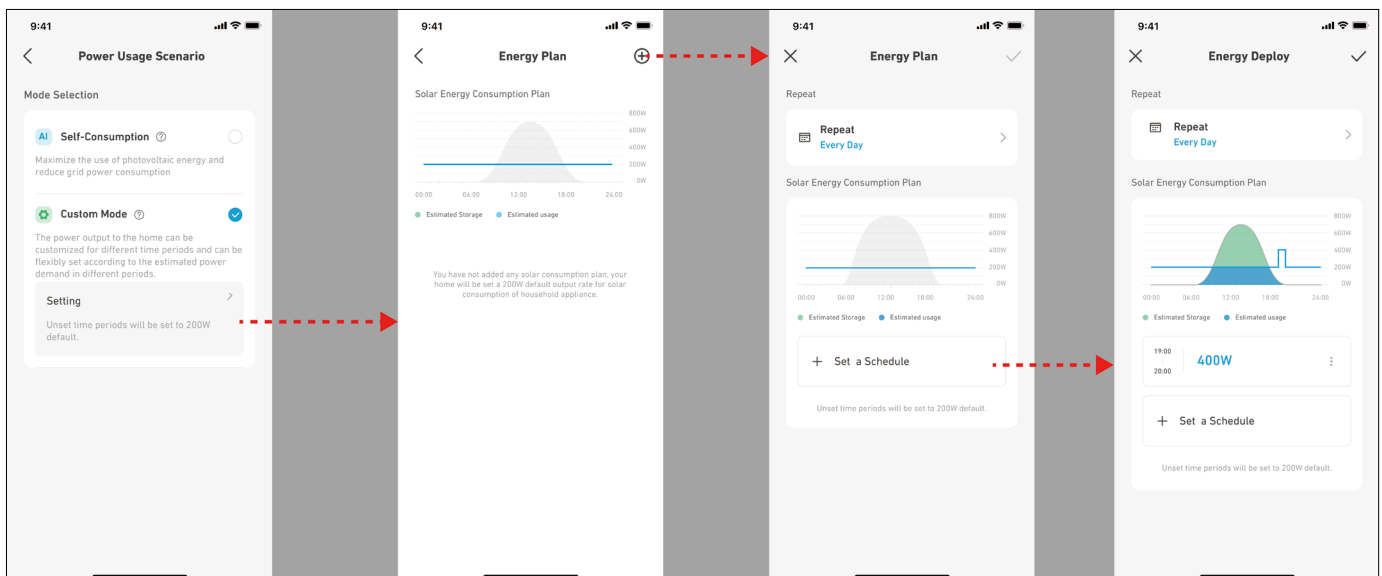 9:41
Power Usage Scenario
Mode Selection
AI Self-Consumption ?
Maximize the use of photovoltaic energy and
reduce grid power consumption
Custom Mode ?
The power output to the home can be
customized for different time periods and can be
flexibly set according to the estimated power
demand in different periods.
Setting
Unset time periods will be set to 200W
default.
9:41
Energy Plan
Solar Energy Consumption Plan
800W
600W
400W
200W
0W
00:00 06:00 12:00 18:00 24:00
Estimated Storage Estimated usage
You have not added any solar consumption plan, your
home will be set a 200W default output rate for solar
consumption of household appliance.
9:41
Energy Plan
Repeat
Repeat
Every Day
Solar Energy Consumption Plan
800W
600W
400W
200W
0W
00:00 06:00 12:00 18:00 24:00
Estimated Storage Estimated usage
+ Set a Schedule
Unset time periods will be set to 200W default.
9:41
Energy Deploy
Repeat
Repeat
Every Day
Solar Energy Consumption Plan
800W
600W
400W
200W
0W
00:00 06:00 12:00 18:00 24:00
Estimated Storage Estimated usage
19:00
400W
20:00
+ Set a Schedule
Unset time periods will be set to 200W default.